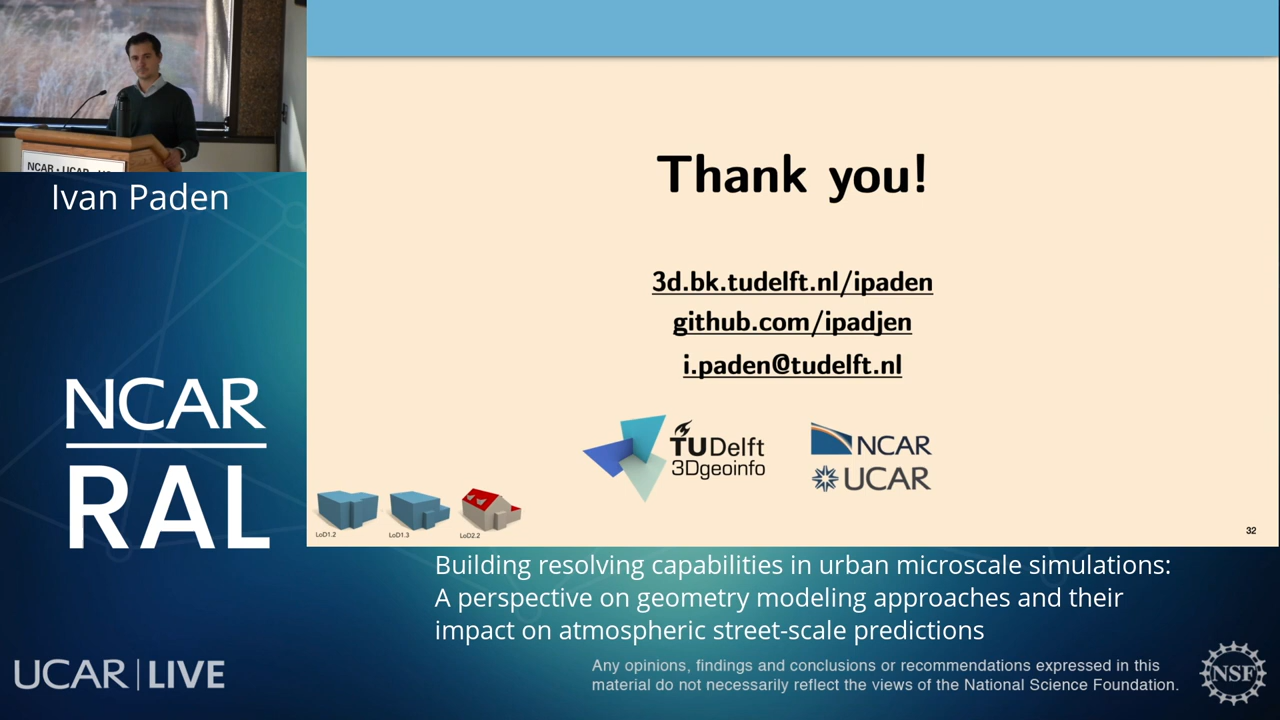 NCAR • UCAR
Ivan Paden
NCAR
RAL
UCAR | LIVE
Thank you!
3d.bk.tudelft.nl/ipaden
github.com/ipadjen
i.paden@tudelft.nl
TUDelft
3Dgeoinfo
NCAR
UCAR
LoD1.2
LoD1.3
LoD2.2
32
Building resolving capabilities in urban microscale simulations:
A perspective on geometry modeling approaches and their
impact on atmospheric street-scale predictions
Any opinions, findings and conclusions or recommendations expressed in this
material do not necessarily reflect the views of the National Science Foundation.
NSF